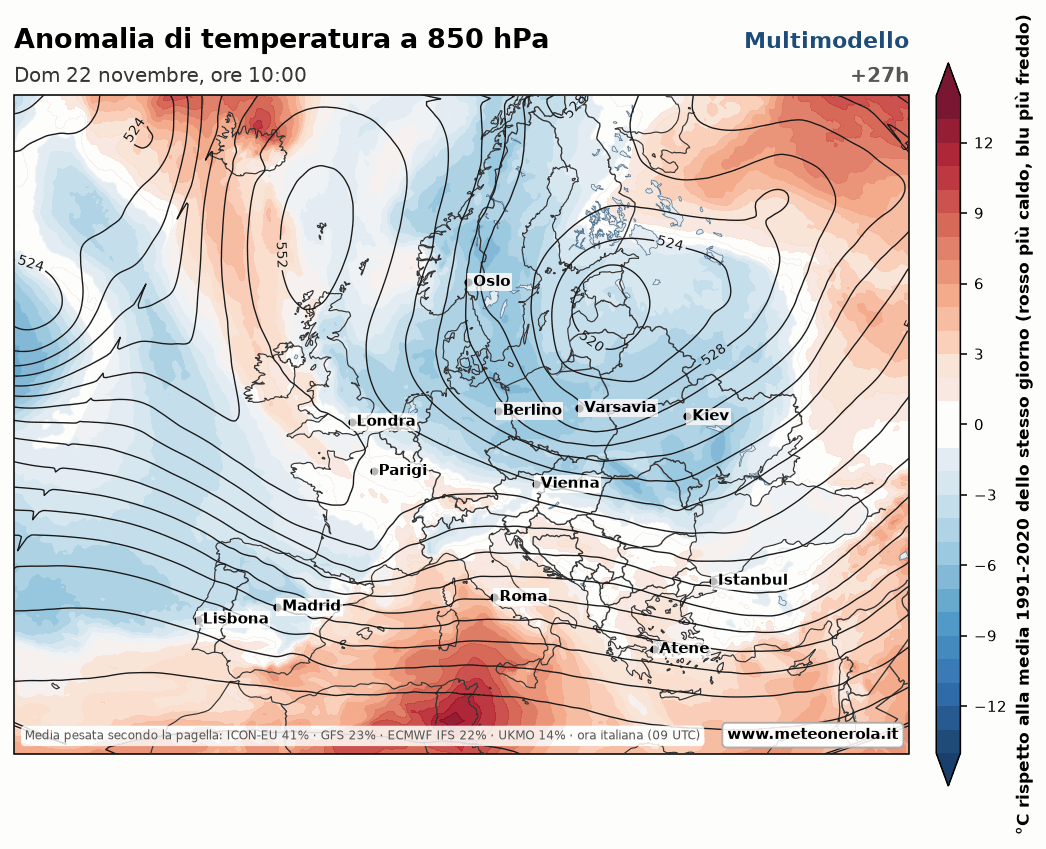 Anomalia di temperatura a 850 hPa
Multimodello
Dom 22 novembre, ore 10:00
+27h
524
528
524
552
524
520
528
Oslo
Berlino
Varsavia
Kiev
Londra
Parigi
Vienna
Istanbul
Roma
Madrid
Lisbona
Atene
Media pesata secondo la pagella: ICON-EU 41% · GFS 23% · ECMWF IFS 22% · UKMO 14% · ora italiana (09 UTC)
www.meteonerola.it
12
9
6
3
0
−3
−6
−9
−12
°C rispetto alla media 1991-2020 dello stesso giorno (rosso più caldo, blu più freddo)